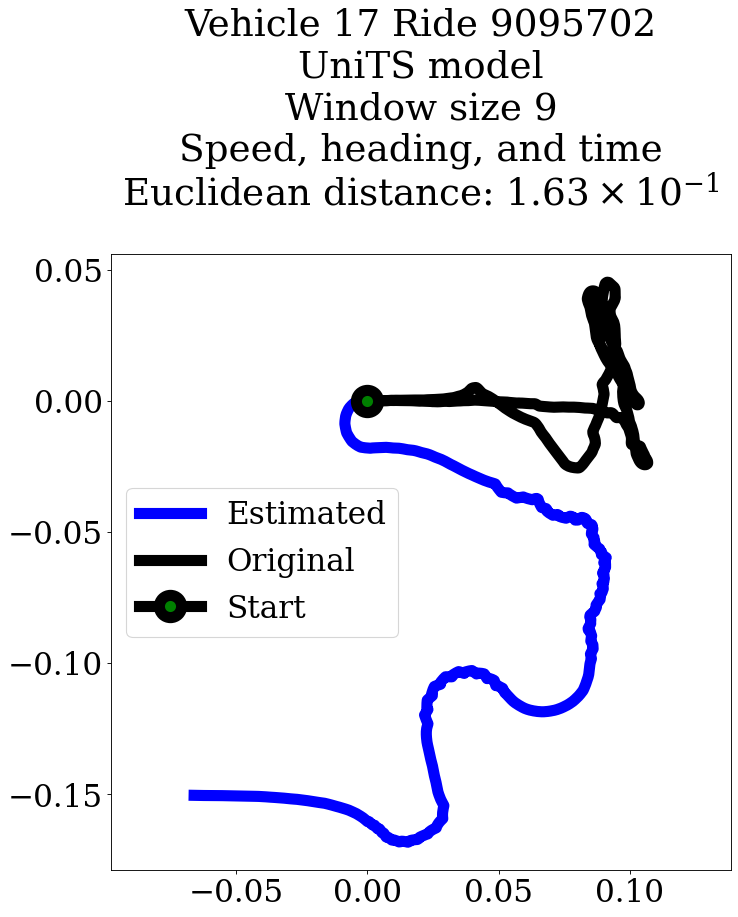 Vehicle 17 Ride 9095702
UniTS model
Window size 9
Speed, heading, and time
Euclidean distance: $1.63 \times 10^{-1}$
0.05
0.00
−0.05
−0.10
−0.15
Estimated
Original
Start
−0.05 0.00 0.05 0.10